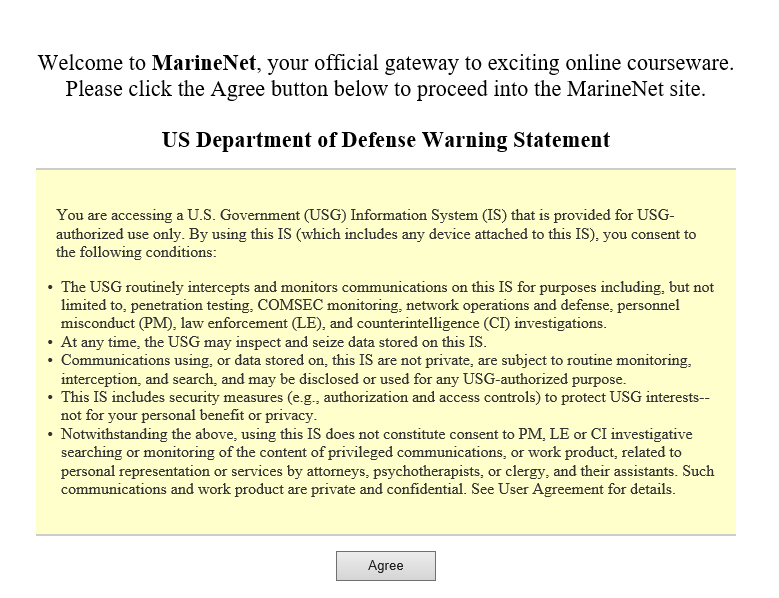 Welcome to MarineNet, your official gateway to exciting online courseware.
Please click the Agree button below to proceed into the MarineNet site.
US Department of Defense Warning Statement
You are accessing a U.S. Government (USG) Information System (IS) that is provided for USG-
authorized use only. By using this IS (which includes any device attached to this IS), you consent to
the following conditions:
• The USG routinely intercepts and monitors communications on this IS for purposes including, but not
limited to, penetration testing, COMSEC monitoring, network operations and defense, personnel
misconduct (PM), law enforcement (LE), and counterintelligence (CI) investigations.
• At any time, the USG may inspect and seize data stored on this IS.
• Communications using, or data stored on, this IS are not private, are subject to routine monitoring,
interception, and search, and may be disclosed or used for any USG-authorized purpose.
• This IS includes security measures (e.g., authorization and access controls) to protect USG interests--
not for your personal benefit or privacy.
• Notwithstanding the above, using this IS does not constitute consent to PM, LE or CI investigative
searching or monitoring of the content of privileged communications, or work product, related to
personal representation or services by attorneys, psychotherapists, or clergy, and their assistants. Such
communications and work product are private and confidential. See User Agreement for details.
Agree